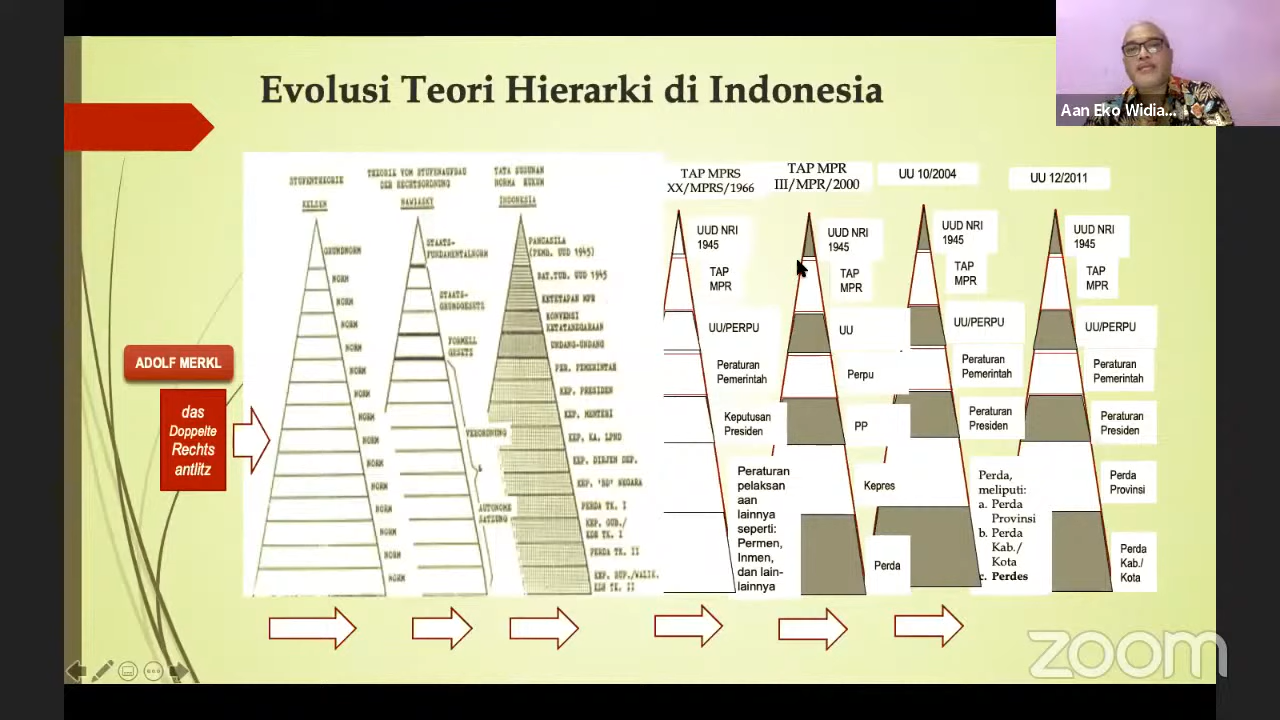 Evolusi Teori Hierarki di Indonesia
Aan Eko Widia...
ADOLF MERKL
das
Doppelte
Rechts
antlitz
STUFENTHEORIE
KELSEN
GRUNDNORM
NORM
NORM
NORM
NORM
NORM
NORM
NORM
NORM
NORM
NORM
NORM
NORM
NORM
NORM
THEORIE VOM STUFENAUFBAU
DER RECHTSORDNUNG
NAWIASKY
STAATS-
FUNDAMENTALNORM
STAATS-
GRUNDGESETZ
FORMELL
GESETZ
VERORDNUNG
&
AUTONOME
SATZUNG
TATA SUSUNAN
NORMA HUKUM
INDONESIA
PANCASILA
(PEMB. UUD 1945)
BAT.TUB. UUD 1945
KETETAPAN MPR
KONVENSI
KETATANEGARAAN
UNDANG-UNDANG
PER. PEMERINTAH
KEP. PRESIDEN
KEP. MENTERI
KEP. KA. LPND
KEP. DIRJEN DEP.
KEP. 'BD' NEGARA
PERDA TK. I
KEP. GUB./
KDH TK. I
PERDA TK. II
KEP. BUP./WALIK.
KDH TK. II
TAP MPRS
XX/MPRS/1966
UUD NRI
1945
TAP
MPR
UU/PERPU
Peraturan
Pemerintah
Keputusan
Presiden
Peraturan
pelaksan
aan
lainnya
seperti:
Permen,
Inmen,
dan lain-
lainnya
TAP MPR
III/MPR/2000
UUD NRI
1945
TAP
MPR
UU
Perpu
PP
Kepres
Perda
UU 10/2004
UUD NRI
1945
TAP
MPR
UU/PERPU
Peraturan
Pemerintah
Peraturan
Presiden
Perda,
meliputi:
a. Perda
Provinsi
b. Perda
Kab./
Kota
c. Perdes
UU 12/2011
UUD NRI
1945
TAP
MPR
UU/PERPU
Peraturan
Pemerintah
Peraturan
Presiden
Perda
Provinsi
Perda
Kab./
Kota
zoom